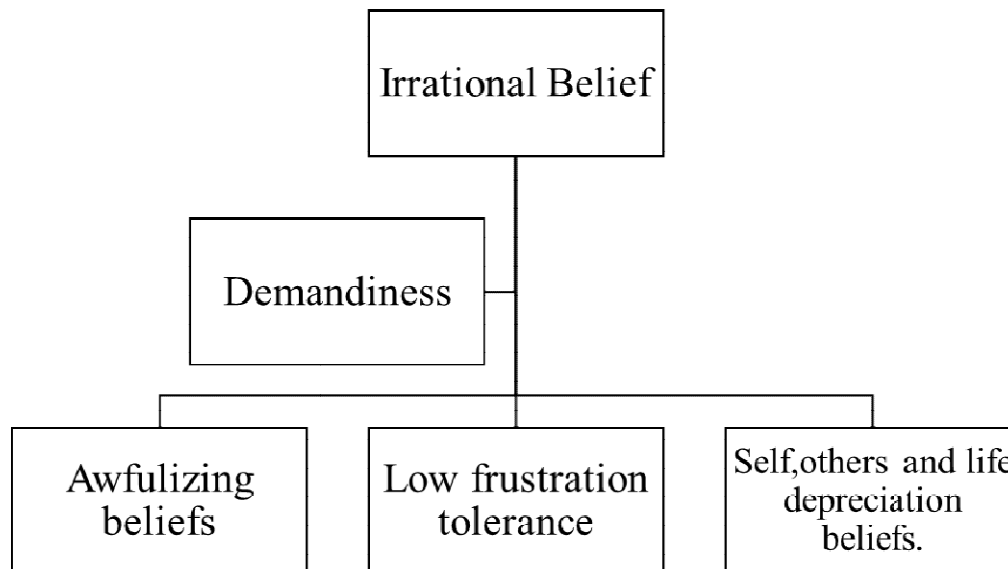 Irrational Belief
Demandiness
Awfulizing
beliefs
Low frustration
tolerance
Self,others and life
depreciation
beliefs.